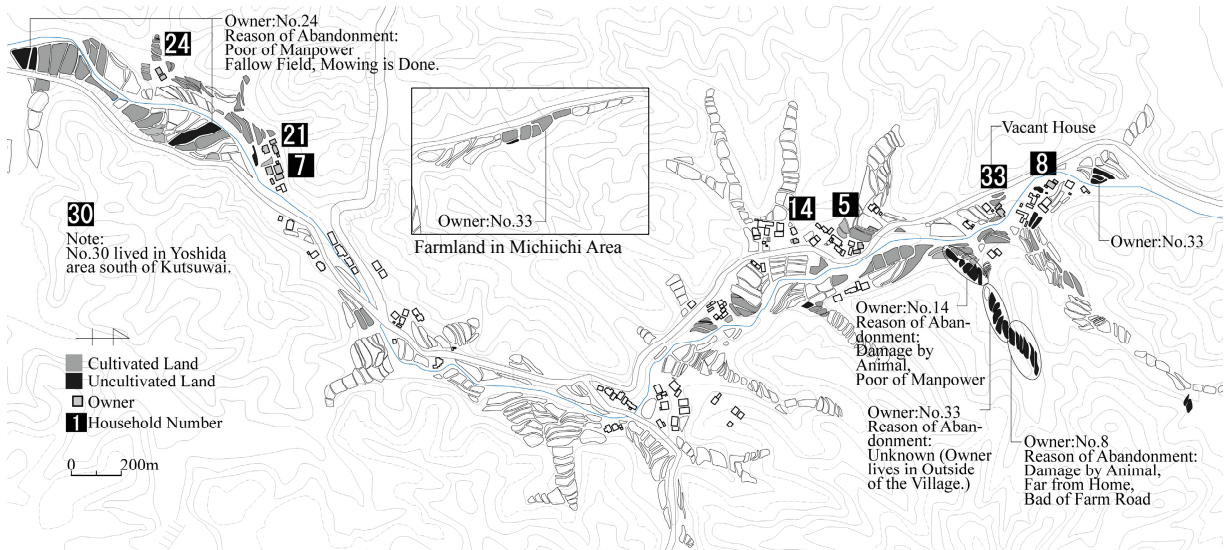 Owner:No.24
Reason of Abandonment:
Poor of Manpower
Fallow Field, Mowing is Done.
24
21
7
30
Note:
No.30 lived in Yoshida
area south of Kutsuwai.
Owner:No.33
Farmland in Michiichi Area
Vacant House
8
33
14
5
Owner:No.33
Owner:No.14
Reason of Aban-
donment:
Damage by
Animal,
Poor of Manpower
Owner:No.33
Reason of Aban-
donment:
Unknown (Owner
lives in Outside
of the Village.)
Owner:No.8
Reason of Abandonment:
Damage by Animal,
Far from Home,
Bad of Farm Road
Cultivated Land
Uncultivated Land
Owner
1 Household Number
0 200m